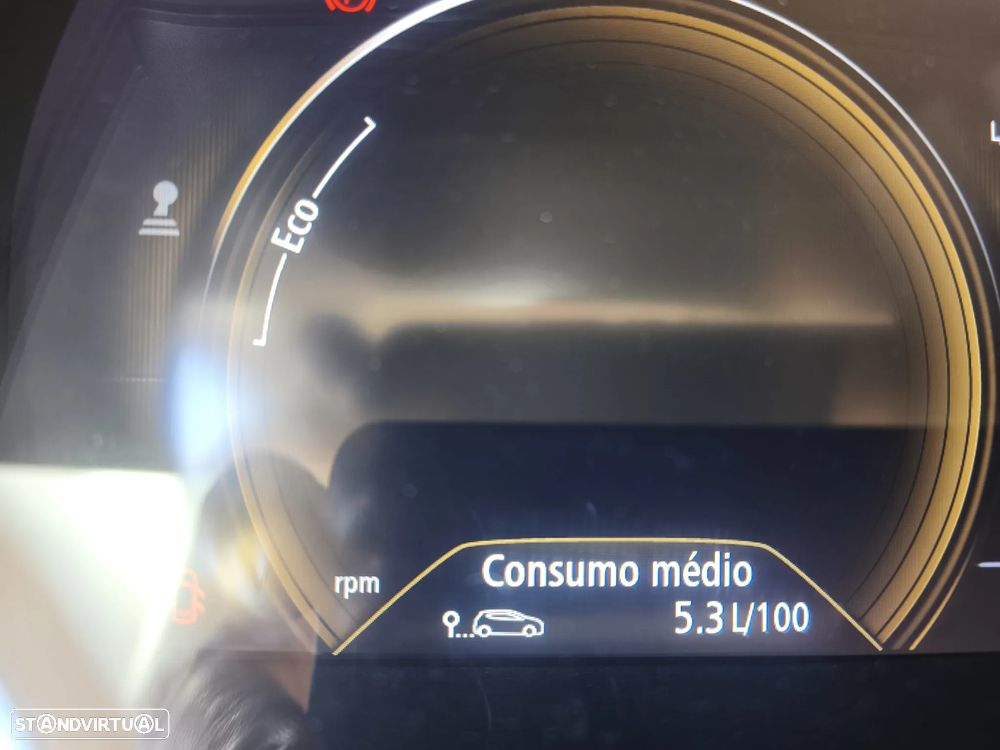 Eco
rpm
Consumo médio
5.3 L/100
STANDVIRTUAL